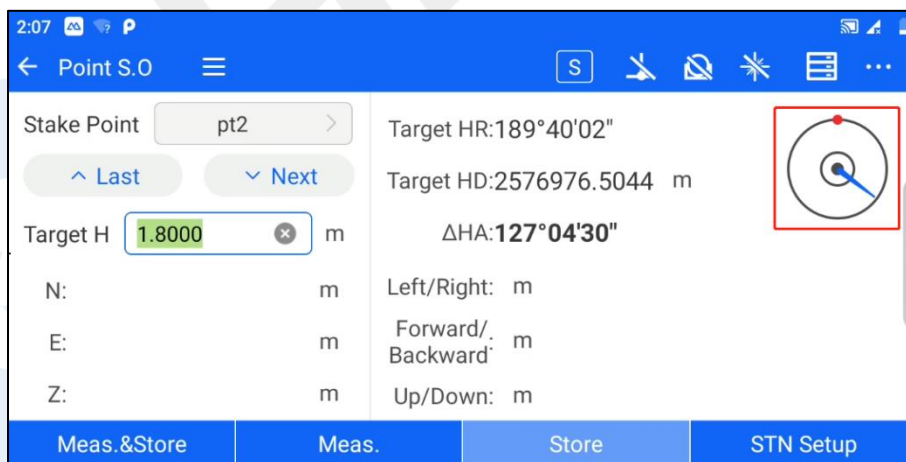 2:07
Point S.O
S
Stake Point pt2
Last Next
Target H 1.8000 m
N: m
E: m
Z: m
Target HR:189°40'02"
Target HD:2576976.5044 m
ΔHA:127°04'30"
Left/Right: m
Forward/
Backward: m
Up/Down: m
Meas.&Store Meas. Store STN Setup